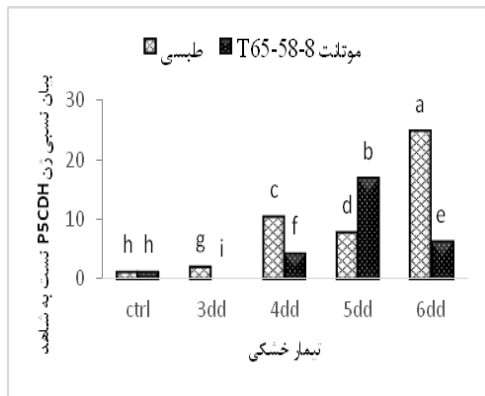 طبسی موتانت T65-58-8
بیان نسبی ژن P5CDH نست به شاهد
30
20
10
0
a
b
c
d
e
f
g
h h
i
ctrl 3dd 4dd 5dd 6dd
تیمار خشکی